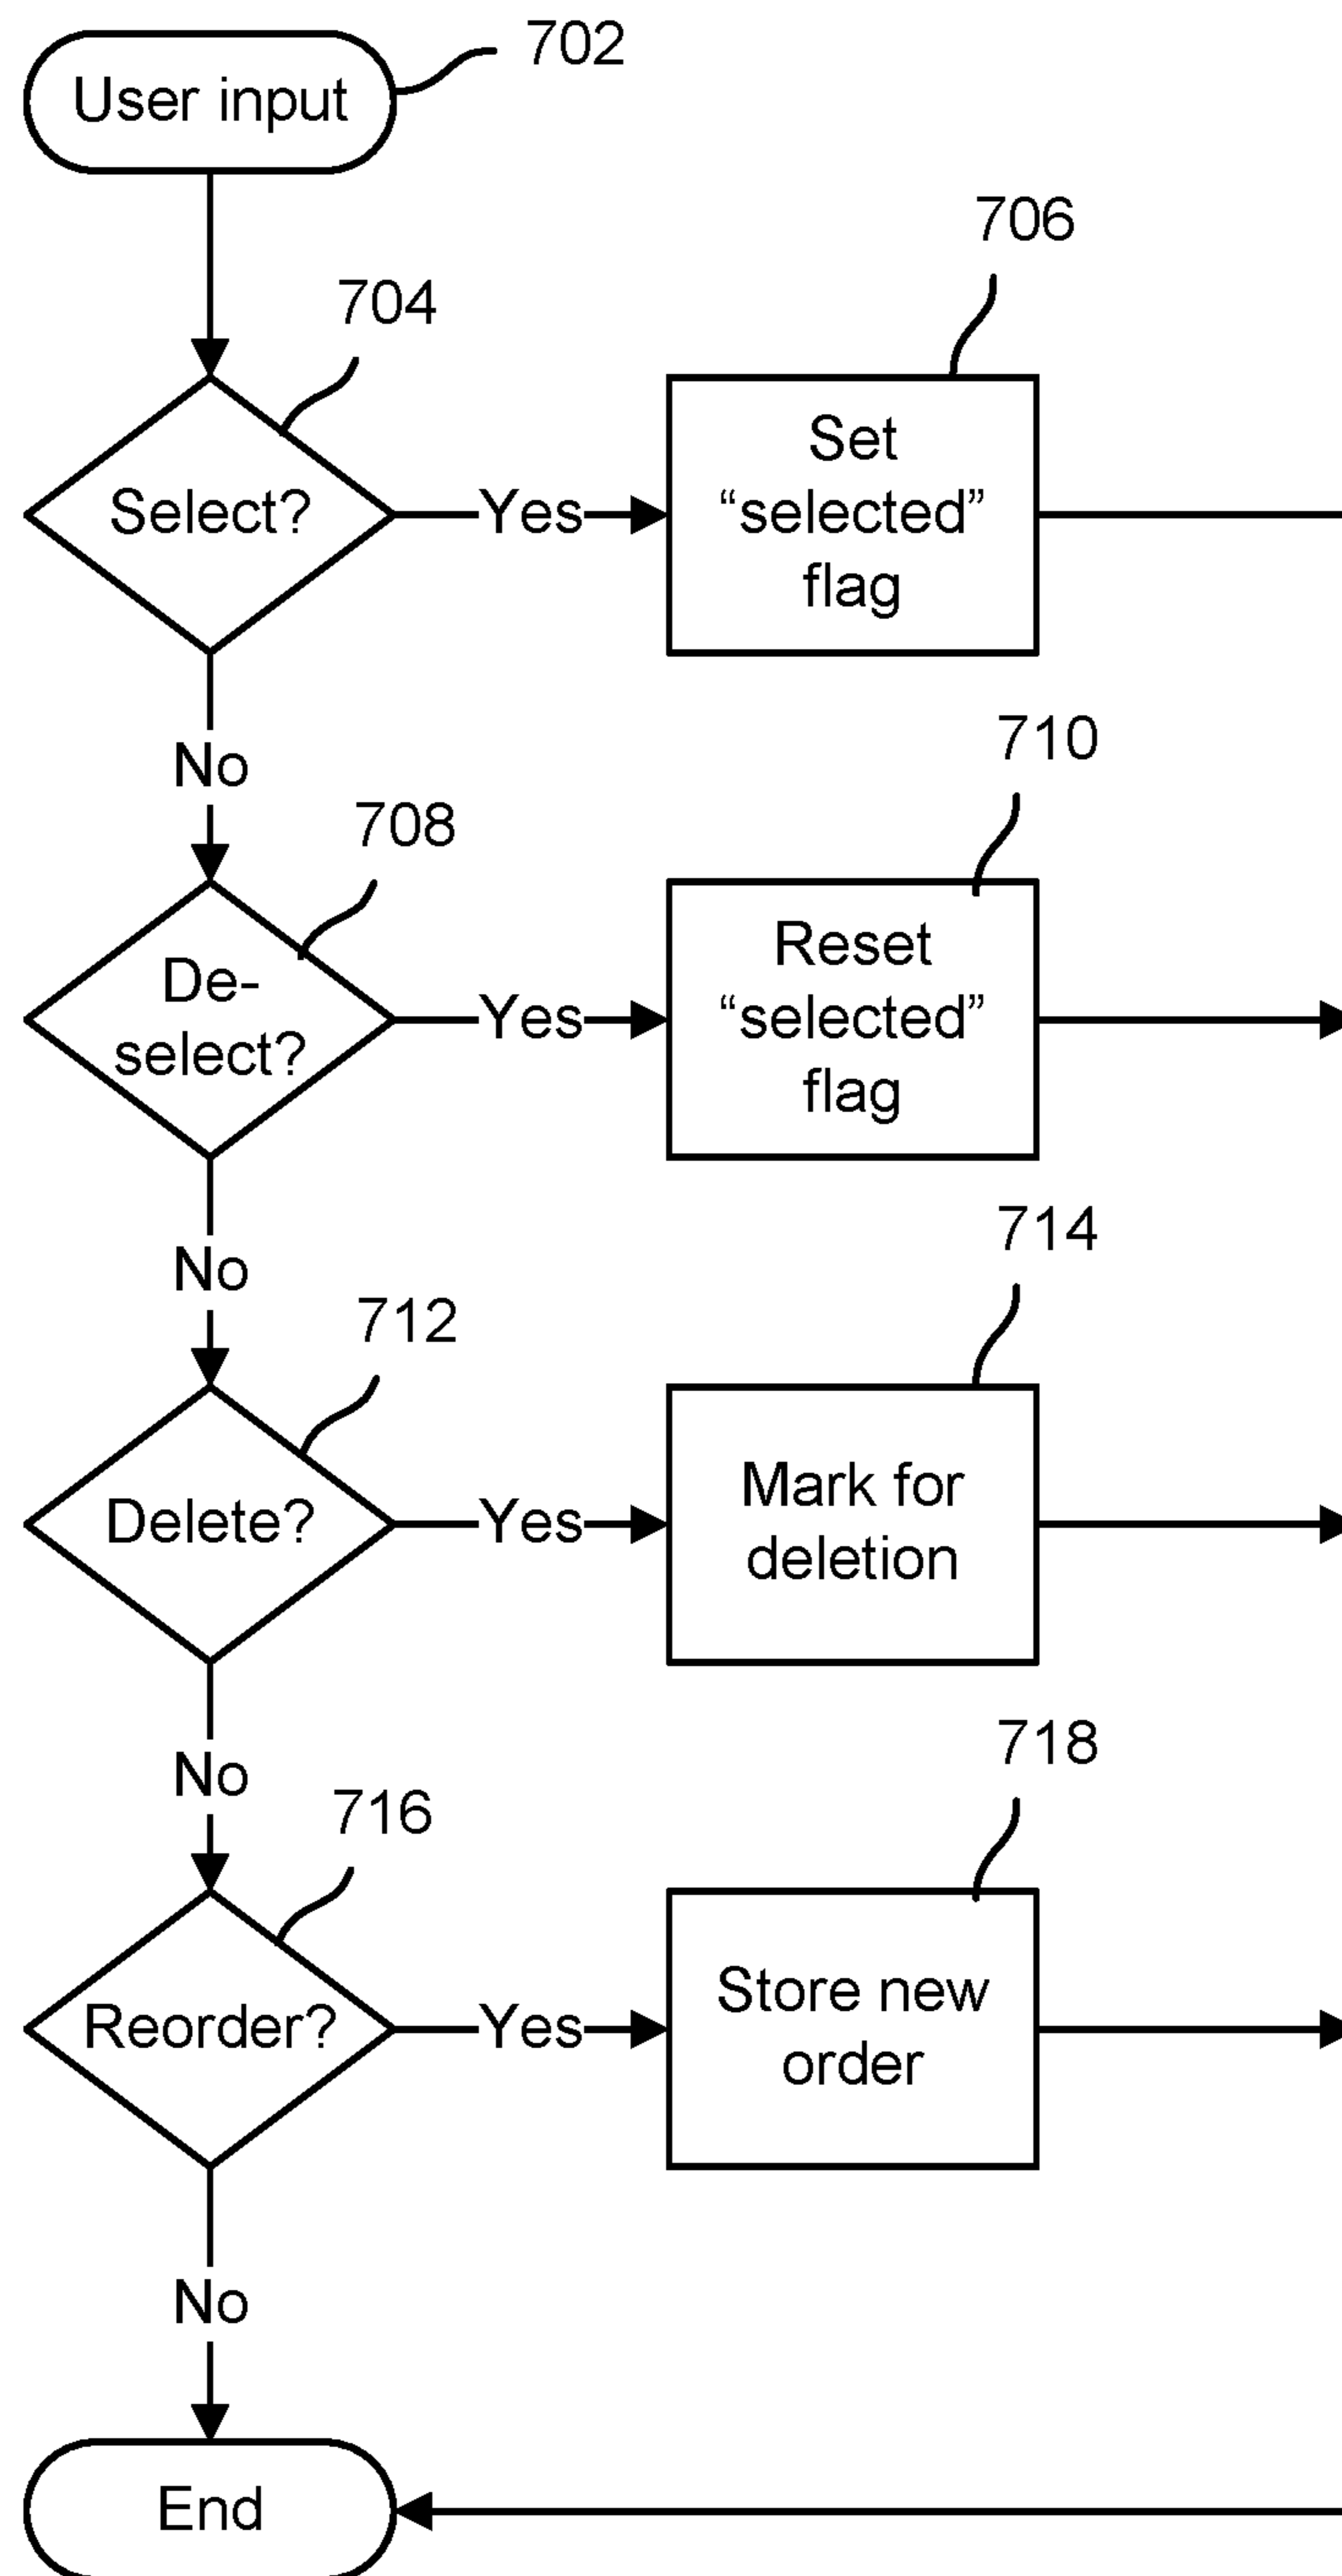 702
User input
706
704
Set
Select?
Yes
“selected”
flag
No
710
708
Reset
De-
select?
Yes
“selected”
flag
No
714
712
Mark for
Delete?
Yes
deletion
No
718
716
Store new
Reorder?
Yes
order
No
End